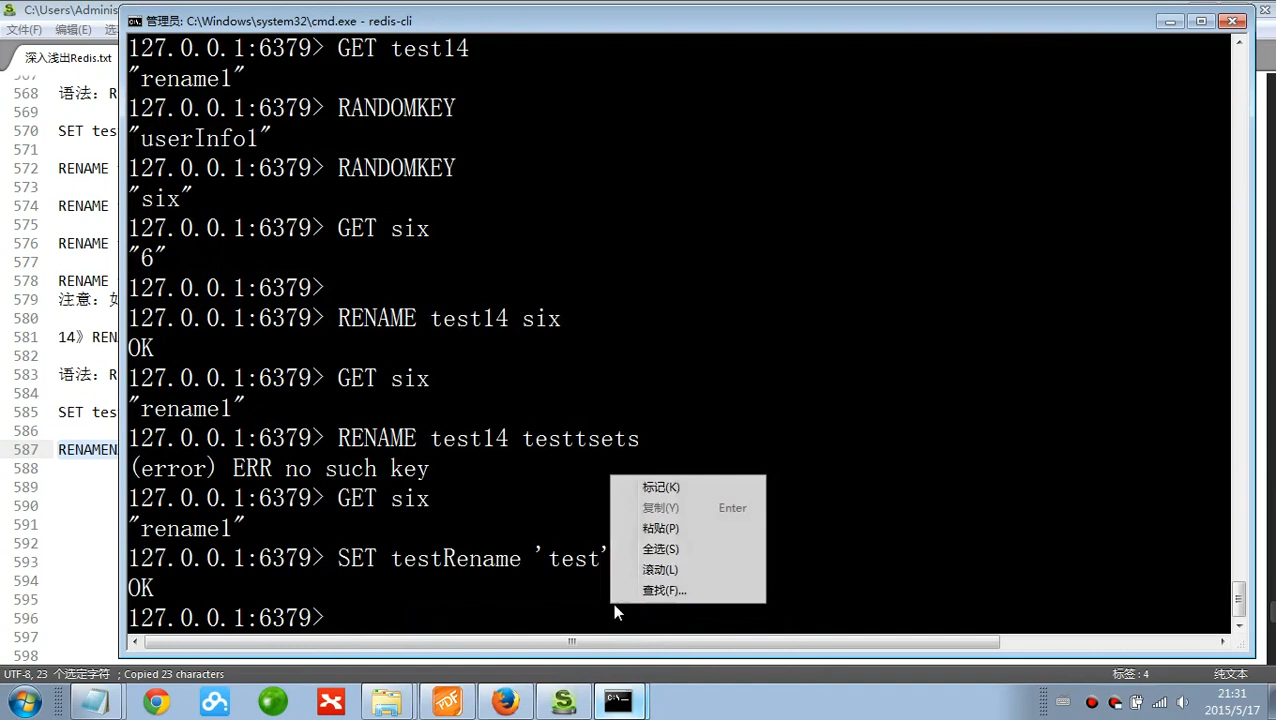 C:\Users\Adminis
管理员: C:\Windows\system32\cmd.exe - redis-cli
文件(F) 编辑(E)
深入浅出Redis.txt
568 语法：R
569
570 SET tes
571
572 RENAME
573
574 RENAME
575
576 RENAME
577
578 RENAME
579 注意：如
580
581 14》REN
582
583 语法：R
584
585 SET tes
586
587 RENAMEN
588
589
590
591
592
593
594
595
596
597
598
127.0.0.1:6379> GET test14
"rename1"
127.0.0.1:6379> RANDOMKEY
"userInfo1"
127.0.0.1:6379> RANDOMKEY
"six"
127.0.0.1:6379> GET six
"6"
127.0.0.1:6379>
127.0.0.1:6379> RENAME test14 six
OK
127.0.0.1:6379> GET six
"rename1"
127.0.0.1:6379> RENAME test14 testtsets
(error) ERR no such key
127.0.0.1:6379> GET six
"rename1"
127.0.0.1:6379> SET testRename 'test'
OK
127.0.0.1:6379>
标记(K)
复制(Y) Enter
粘贴(P)
全选(S)
滚动(L)
查找(F)...
UTF-8, 23 个选定字符 ; Copied 23 characters
标签: 4
纯文本
21:31
2015/5/17